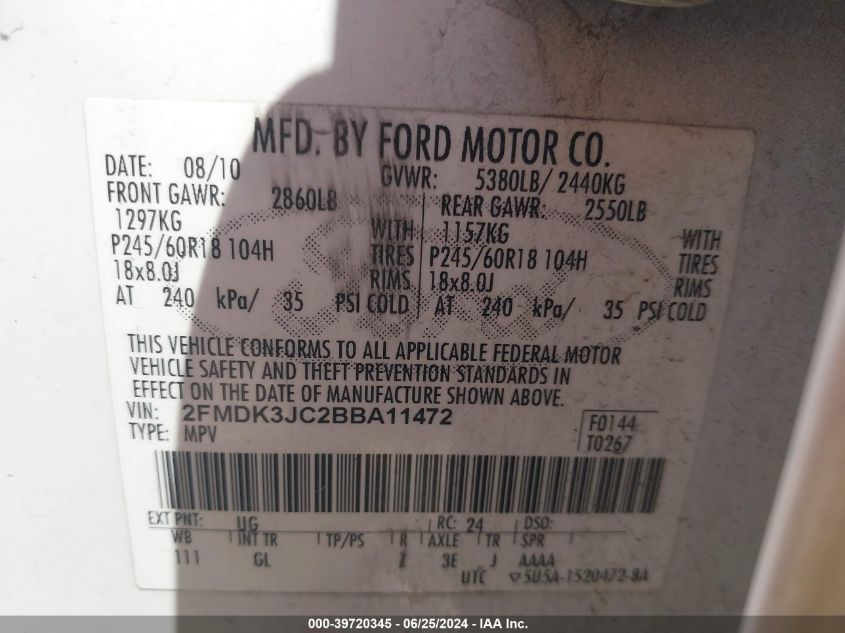 MFD. BY FORD MOTOR CO.
DATE: 08/10 GVWR: 5380LB/ 2440KG
FRONT GAWR: 2860LB REAR GAWR: 2550LB
1297KG WITH 1157KG WITH
P245/60R18 104H TIRES P245/60R18 104H TIRES
18x8.0J RIMS 18x8.0J RIMS
AT 240 kPa/ 35 PSI COLD AT 240 kPa/ 35 PSI COLD
THIS VEHICLE CONFORMS TO ALL APPLICABLE FEDERAL MOTOR
VEHICLE SAFETY AND THEFT PREVENTION STANDARDS IN
EFFECT ON THE DATE OF MANUFACTURE SHOWN ABOVE.
VIN: 2FMDK3JC2BBA11472 F0144
TYPE: MPV T0267
EXT PNT: UG RC: 24 DSO:
WB INT TR TP/PS R AXLE TR SPR
111 GL 3E J AAAA
UTC ▽5U5A-1520472-BA
000-39720345 - 06/25/2024 - IAA Inc.